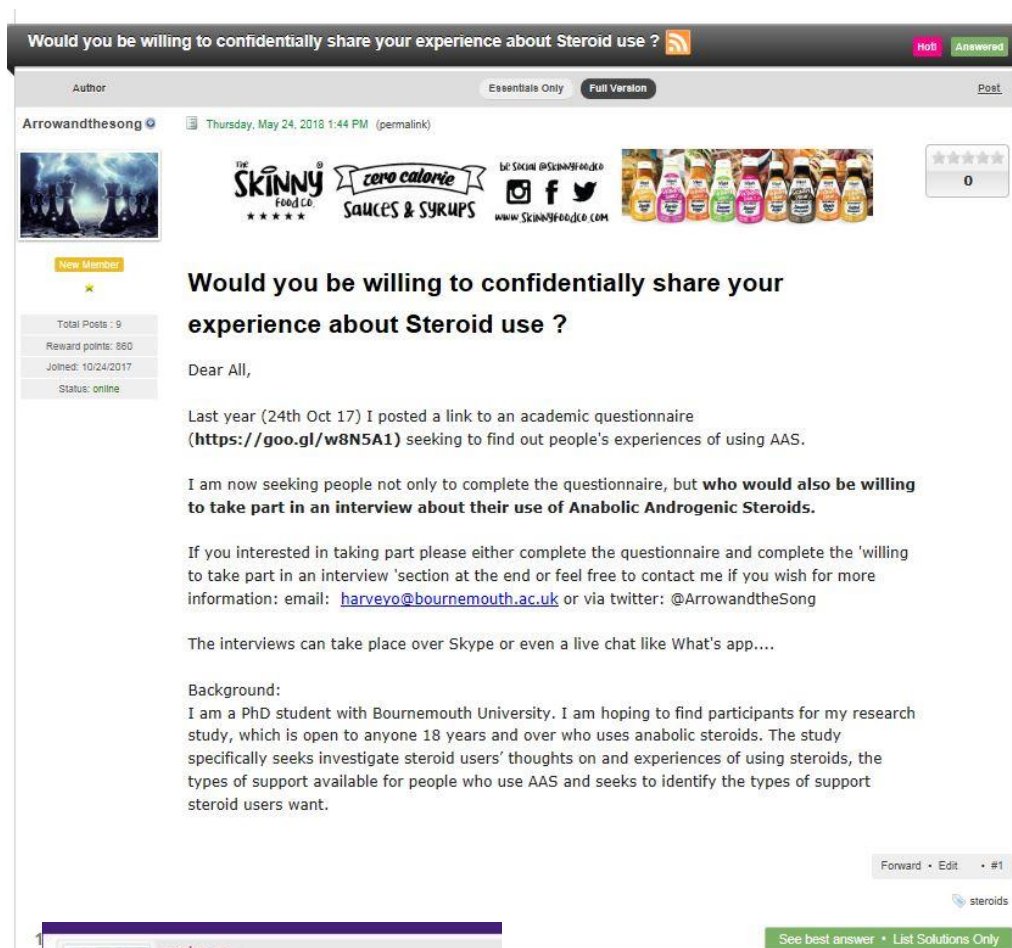 Would you be willing to confidentially share your experience about Steroid use ?
Hot!
Answered
Author
Essentials Only
Full Version
Post
Arrowandthesong
Thursday, May 24, 2018 1:44 PM (permalink)
THE SKINNY FOOD CO.
zero calorie
SAUCES & SYRUPS
be Social @SkinnyFoodCo
www.SkinnyFoodCo.com
0
New Member
Total Posts : 9
Reward points: 860
Joined: 10/24/2017
Status: online
Would you be willing to confidentially share your
experience about Steroid use ?
Dear All,
Last year (24th Oct 17) I posted a link to an academic questionnaire
(https://goo.gl/w8N5A1) seeking to find out people's experiences of using AAS.
I am now seeking people not only to complete the questionnaire, but who would also be willing
to take part in an interview about their use of Anabolic Androgenic Steroids.
If you interested in taking part please either complete the questionnaire and complete the 'willing
to take part in an interview 'section at the end or feel free to contact me if you wish for more
information: email: harveyo@bournemouth.ac.uk or via twitter: @ArrowandtheSong
The interviews can take place over Skype or even a live chat like What's app....
Background:
I am a PhD student with Bournemouth University. I am hoping to find participants for my research
study, which is open to anyone 18 years and over who uses anabolic steroids. The study
specifically seeks investigate steroid users' thoughts on and experiences of using steroids, the
types of support available for people who use AAS and seeks to identify the types of support
steroid users want.
Forward • Edit • #1
steroids
1
See best answer • List Solutions Only